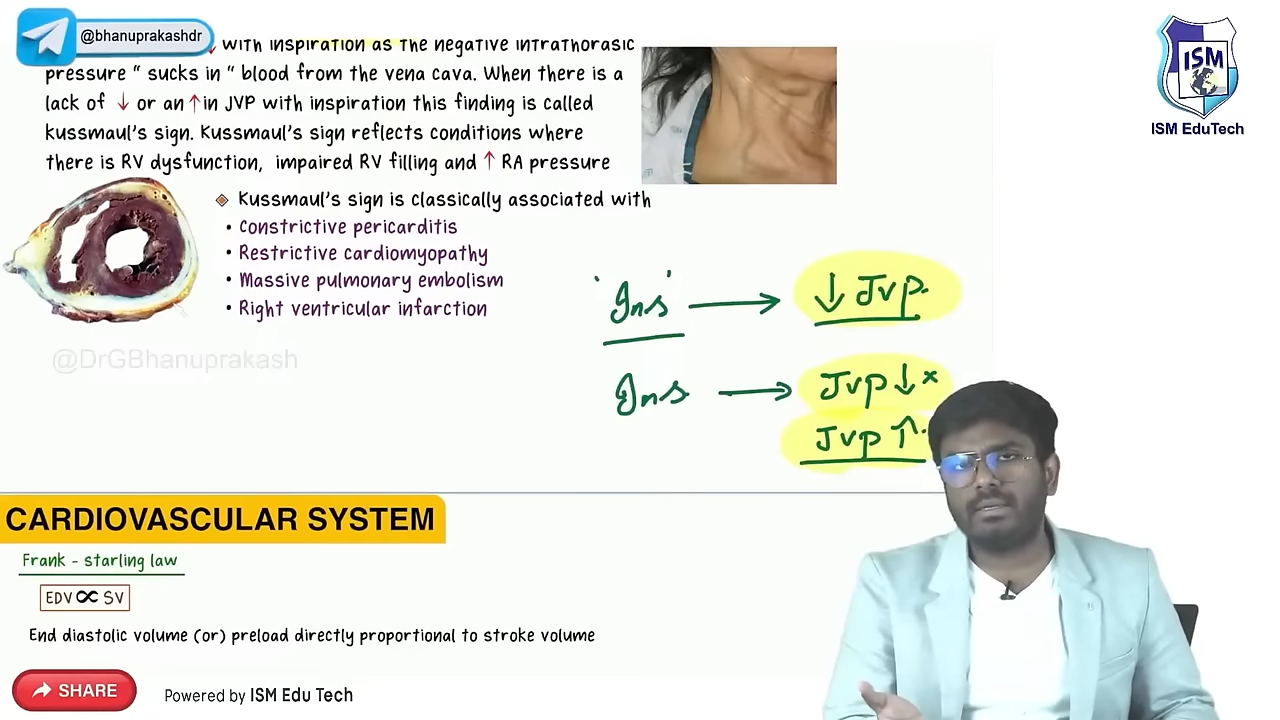 @bhanuprakashdr
with inspiration as the negative intrathorasic
pressure “ sucks in “ blood from the vena cava. When there is a
lack of ↓ or an ↑ in JVP with inspiration this finding is called
kussmaul's sign. Kussmaul's sign reflects conditions where
there is RV dysfunction, impaired RV filling and ↑ RA pressure
Kussmaul's sign is classically associated with
• Constrictive pericarditis
• Restrictive cardiomyopathy
• Massive pulmonary embolism
• Right ventricular infarction
'Ins' → ↓ Jvp.
Ins → Jvp ↓ x
Jvp ↑.
@DrGBhanuprakash
ISM
ISM EduTech
CARDIOVASCULAR SYSTEM
Frank - starling law
EDV ∝ SV
End diastolic volume (or) preload directly proportional to stroke volume
SHARE
Powered by ISM Edu Tech